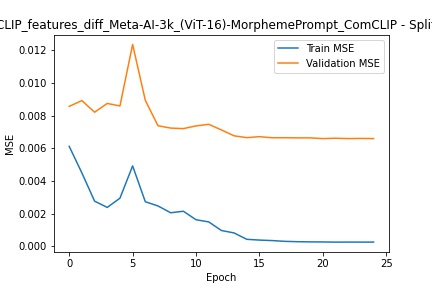 CLIP_features_diff_Meta-AI-3k_(ViT-16)-MorphemePrompt_ComCLIP - Split
Train MSE
Validation MSE
0.012
0.010
0.008
0.006
0.004
0.002
0.000
MSE
0 5 10 15 20 25
Epoch